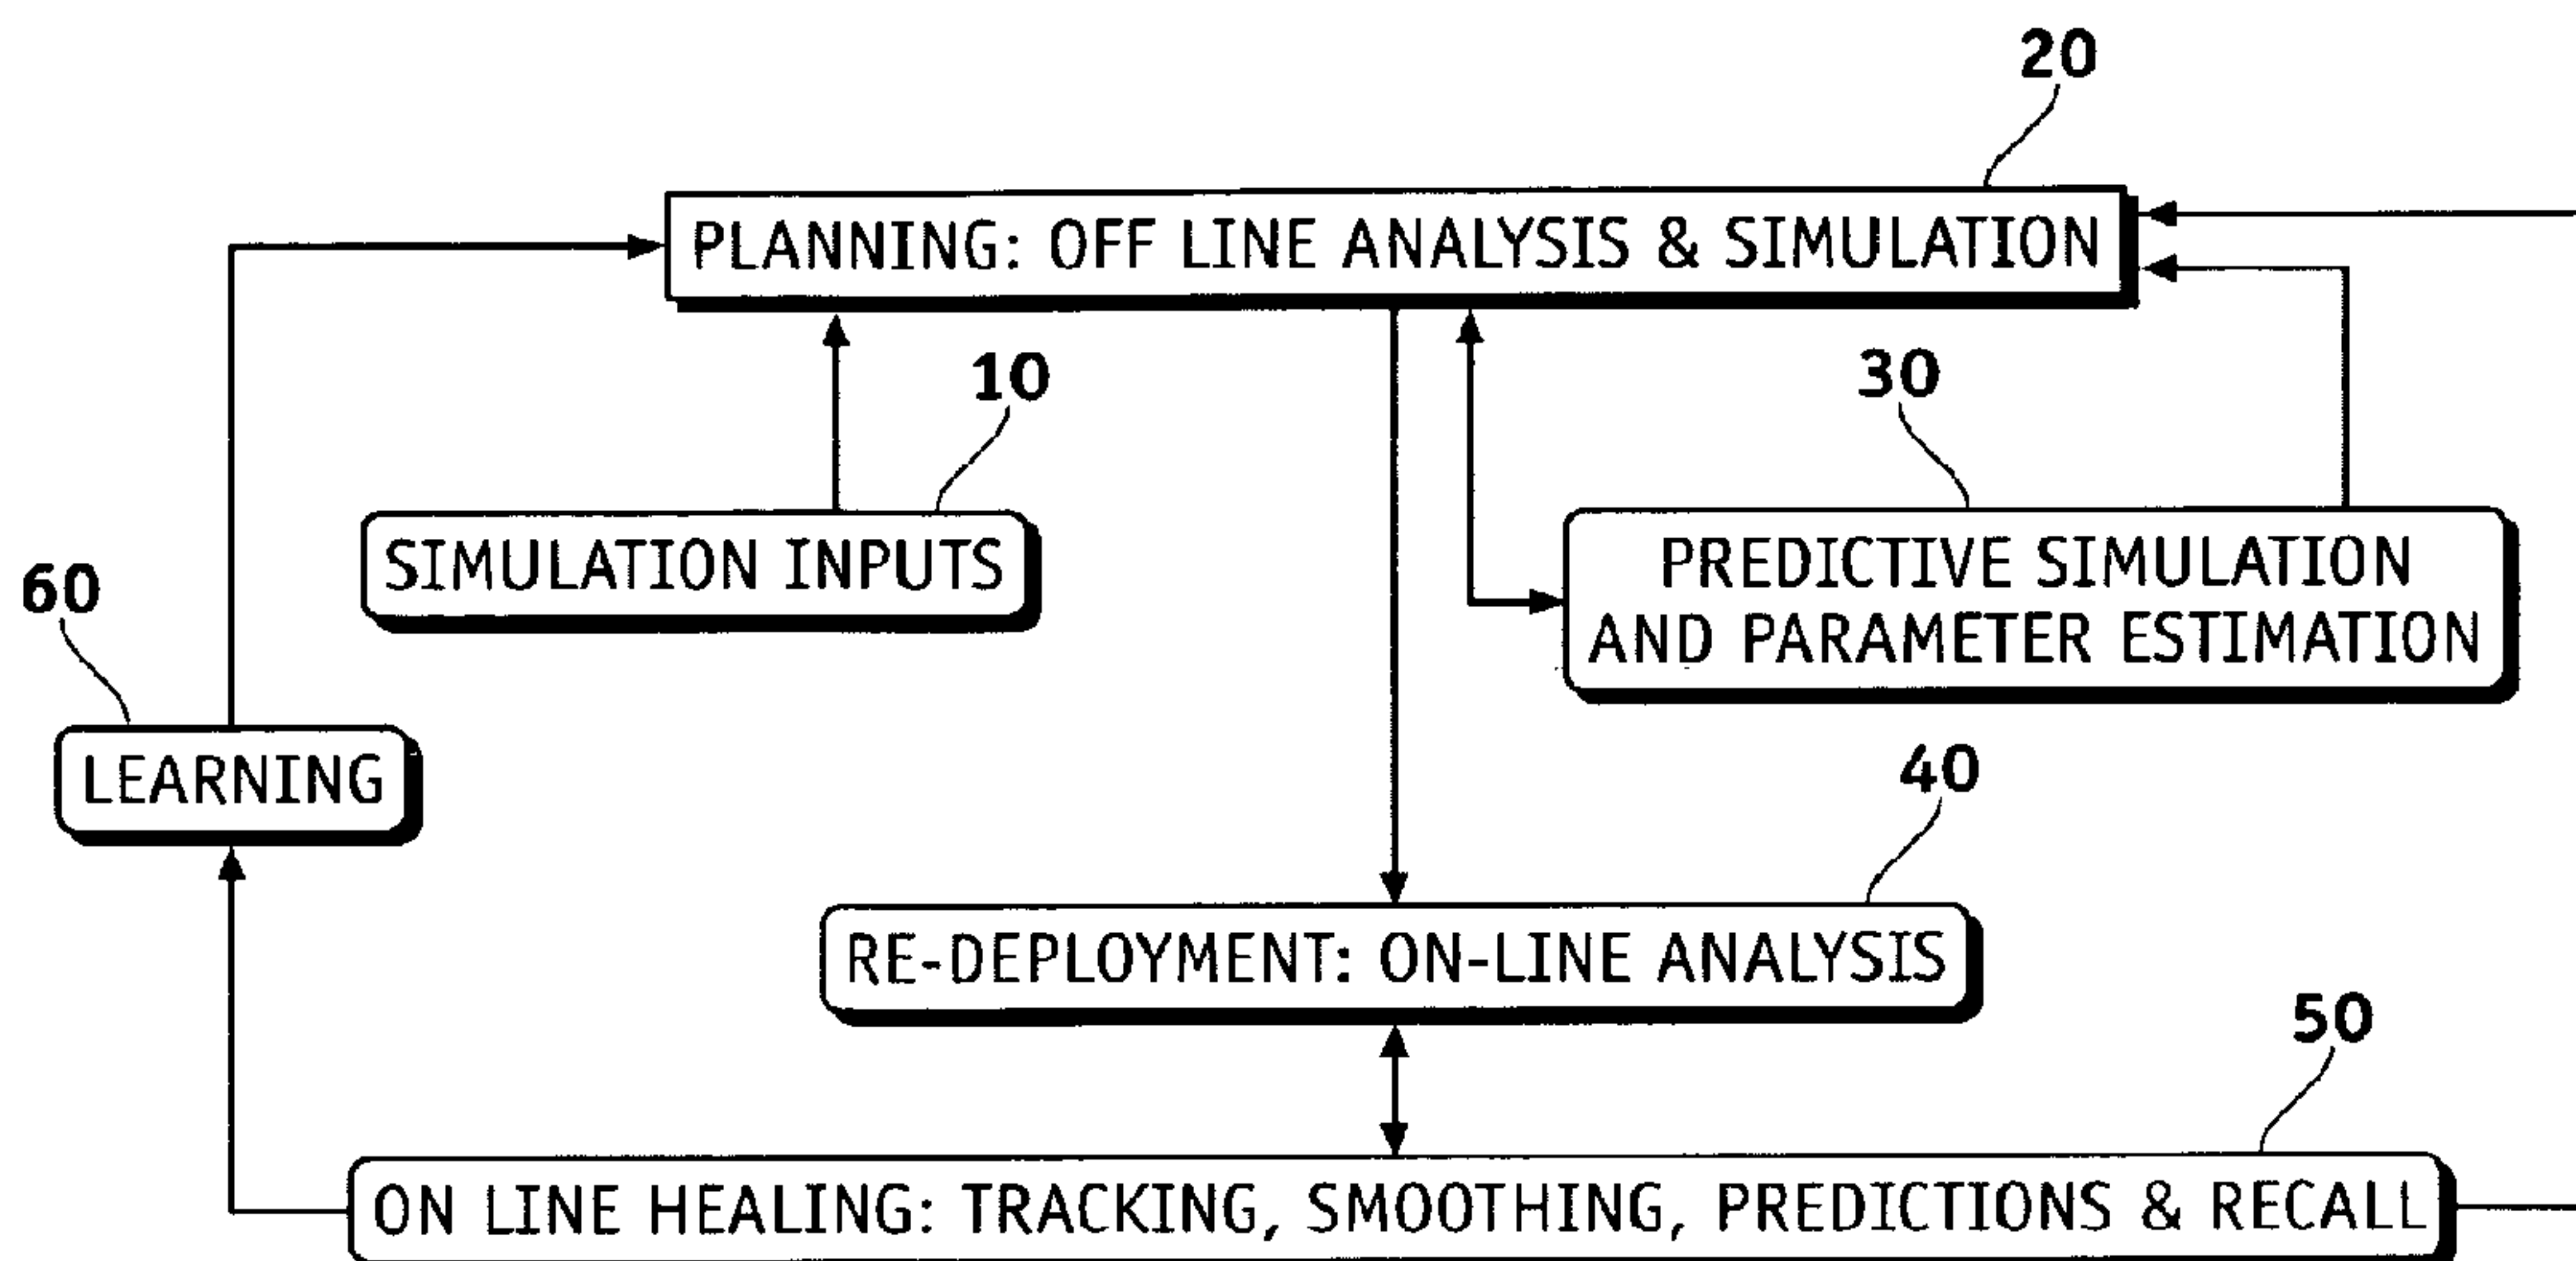 20
PLANNING: OFF LINE ANALYSIS & SIMULATION
10
30
SIMULATION INPUTS
PREDICTIVE SIMULATION
AND PARAMETER ESTIMATION
60
LEARNING
40
RE-DEPLOYMENT: ON-LINE ANALYSIS
50
ON LINE HEALING: TRACKING, SMOOTHING, PREDICTIONS & RECALL